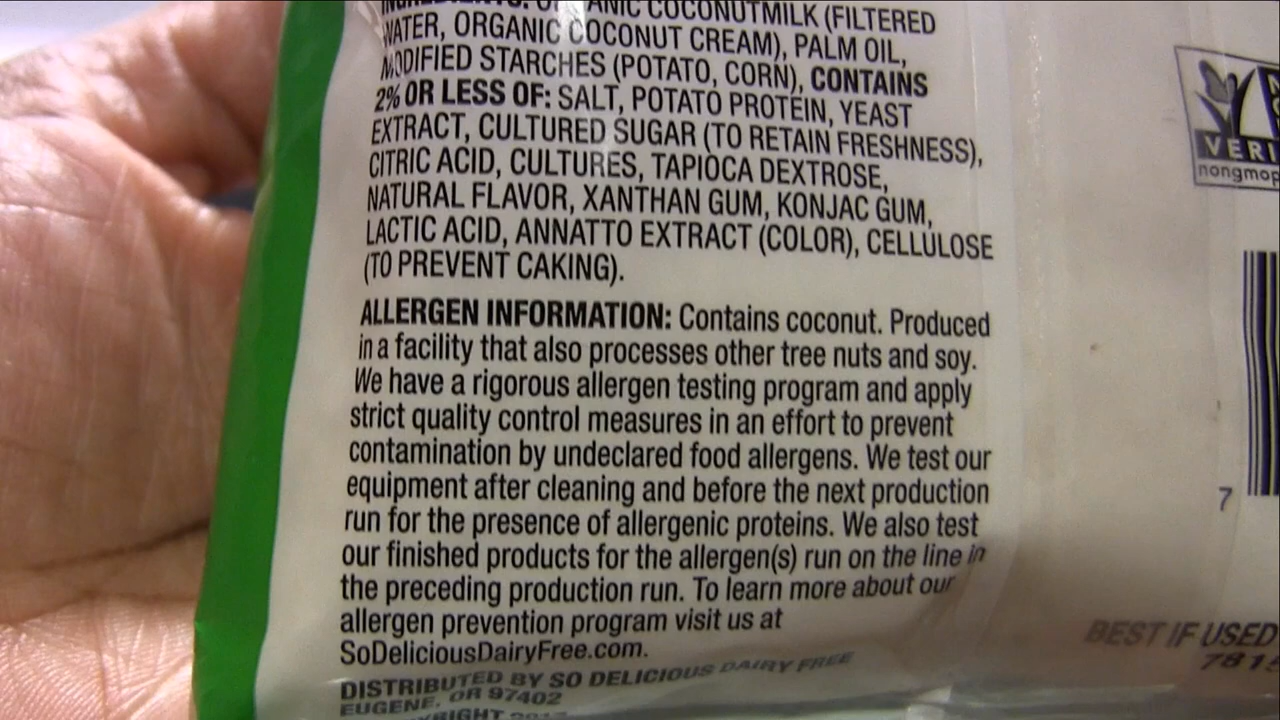 COCONUTMILK (FILTERED
WATER, ORGANIC COCONUT CREAM), PALM OIL,
MODIFIED STARCHES (POTATO, CORN), CONTAINS
2% OR LESS OF: SALT, POTATO PROTEIN, YEAST
EXTRACT, CULTURED SUGAR (TO RETAIN FRESHNESS),
CITRIC ACID, CULTURES, TAPIOCA DEXTROSE,
NATURAL FLAVOR, XANTHAN GUM, KONJAC GUM,
LACTIC ACID, ANNATTO EXTRACT (COLOR), CELLULOSE
(TO PREVENT CAKING).
ALLERGEN INFORMATION: Contains coconut. Produced
in a facility that also processes other tree nuts and soy.
We have a rigorous allergen testing program and apply
strict quality control measures in an effort to prevent
contamination by undeclared food allergens. We test our
equipment after cleaning and before the next production
run for the presence of allergenic proteins. We also test
our finished products for the allergen(s) run on the line in
the preceding production run. To learn more about our
allergen prevention program visit us at
SoDeliciousDairyFree.com.
DISTRIBUTED BY SO DELICIOUS DAIRY FREE
EUGENE, OR 97402
VERI
nongmop
7
BEST IF USED
7815